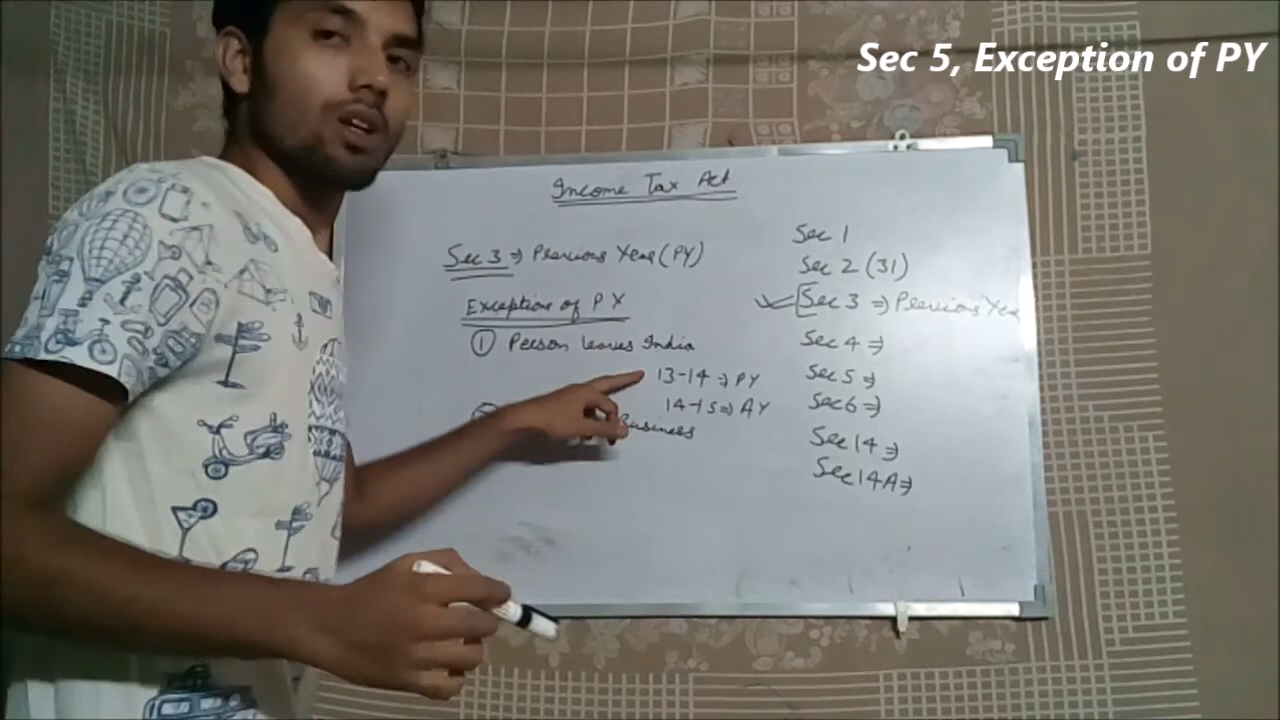 Sec 5, Exception of PY
Income Tax Act
Sec 3 ⇒ Previous Year (PY)
Exception of PY
① Person leaves India
13-14 ⇒ PY
14-15 ⇒ AY
Business
Sec 1
Sec 2 (31)
Sec 3 ⇒ Previous Year
Sec 4 ⇒
Sec 5 ⇒
Sec 6 ⇒
Sec 14 ⇒
Sec 14A ⇒